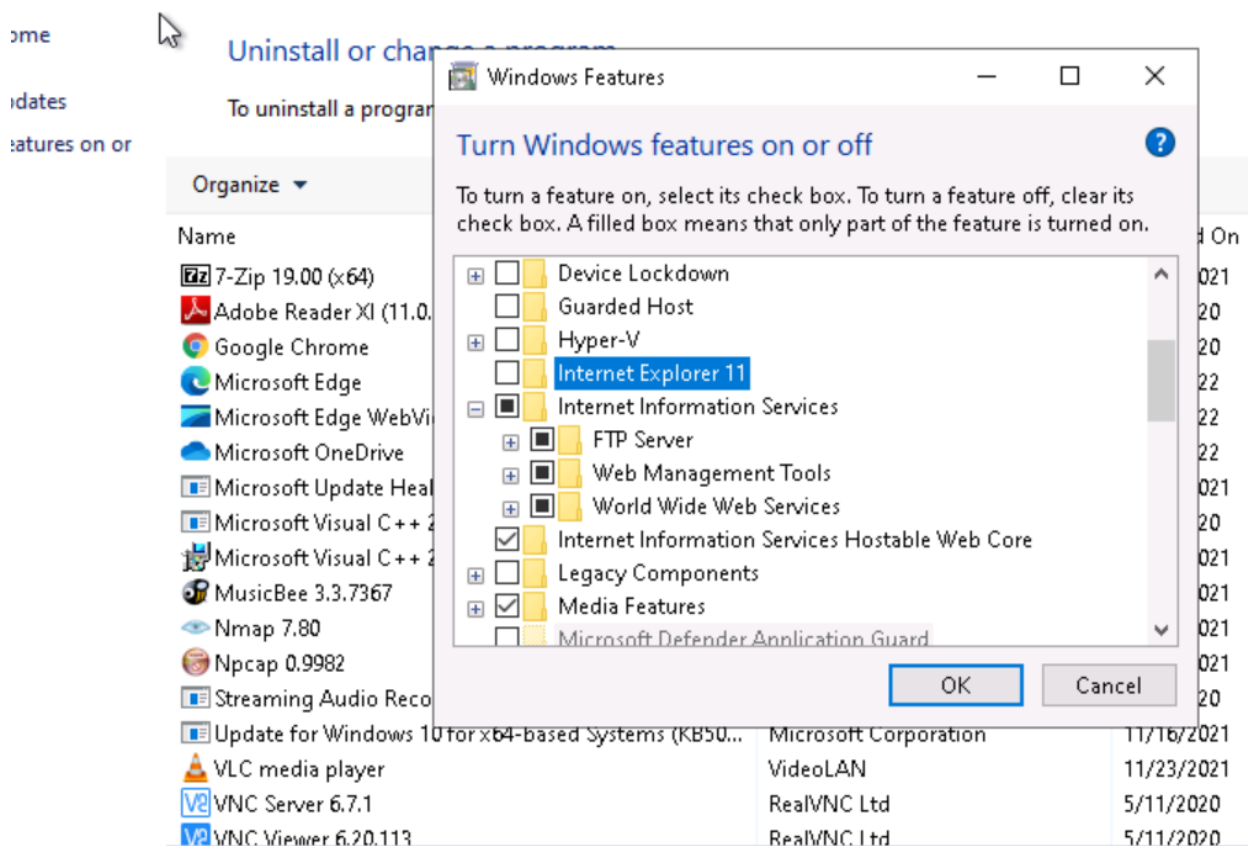 ome
Uninstall or change a program
dates
To uninstall a program
eatures on or
Organize
Name
d On
7-Zip 19.00 (x64)
021
Adobe Reader XI (11.0.
20
Google Chrome
20
Microsoft Edge
22
Microsoft Edge WebVi
22
Microsoft OneDrive
22
Microsoft Update Heal
021
Microsoft Visual C++ 2
20
Microsoft Visual C++ 2
021
MusicBee 3.3.7367
021
Nmap 7.80
021
Npcap 0.9982
021
Streaming Audio Reco
20
Update for Windows 10 for x64-based Systems (KB50... Microsoft Corporation 11/16/2021
VLC media player VideoLAN 11/23/2021
VNC Server 6.7.1 RealVNC Ltd 5/11/2020
VNC Viewer 6.20.113 RealVNC Ltd 5/11/2020
Windows Features
Turn Windows features on or off
To turn a feature on, select its check box. To turn a feature off, clear its
check box. A filled box means that only part of the feature is turned on.
Device Lockdown
Guarded Host
Hyper-V
Internet Explorer 11
Internet Information Services
FTP Server
Web Management Tools
World Wide Web Services
Internet Information Services Hostable Web Core
Legacy Components
Media Features
Microsoft Defender Application Guard
OK Cancel